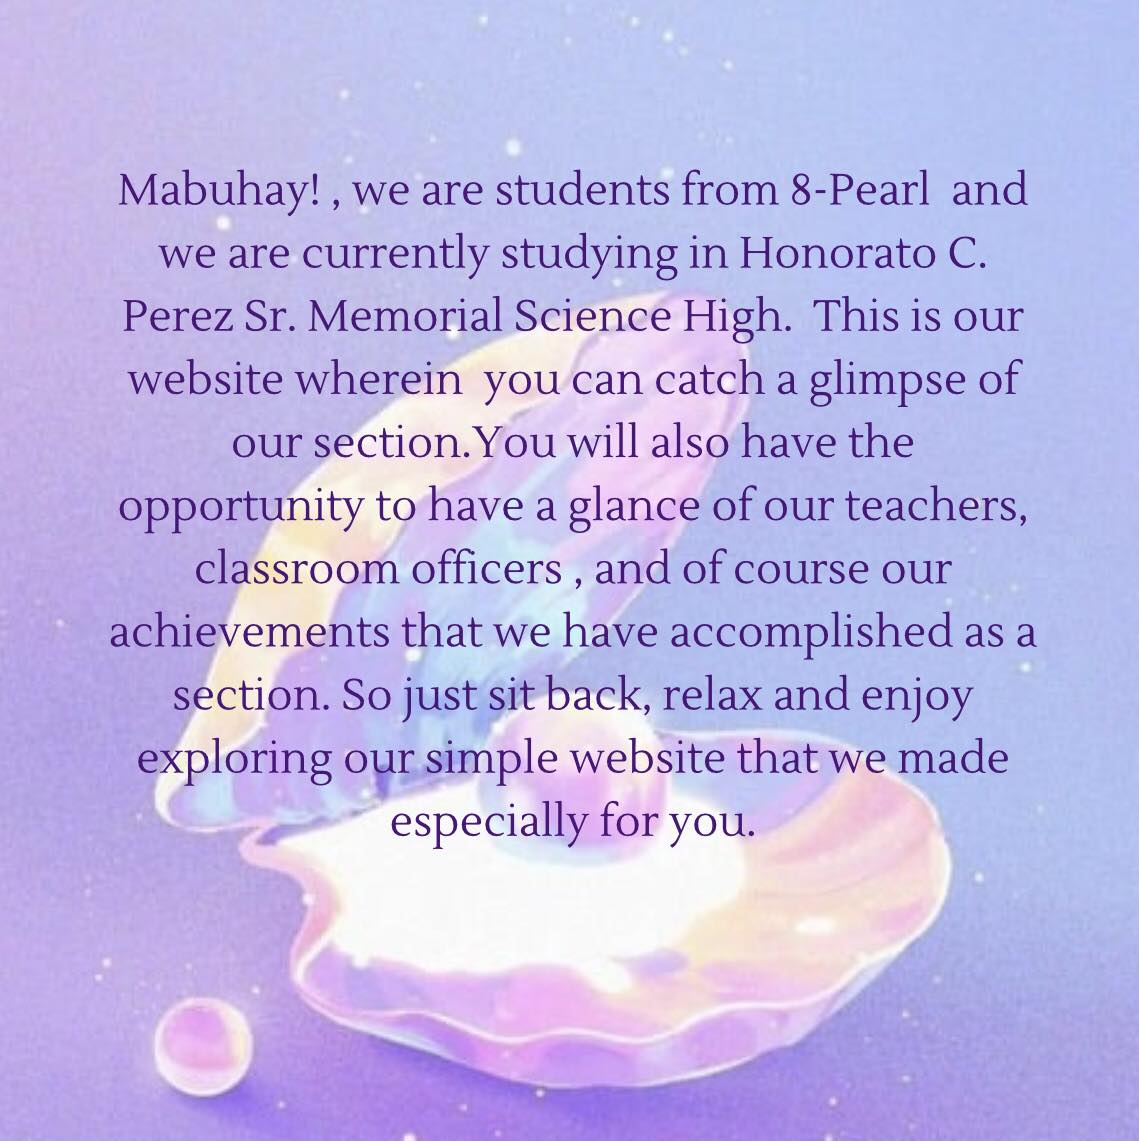 Mabuhay! , we are students from 8-Pearl  and
we are currently studying in Honorato C.
Perez Sr. Memorial Science High.  This is our
website wherein  you can catch a glimpse of
our section.You will also have the
opportunity to have a glance of our teachers,
classroom officers , and of course our
achievements that we have accomplished as a
section. So just sit back, relax and enjoy
exploring our simple website that we made
especially for you.